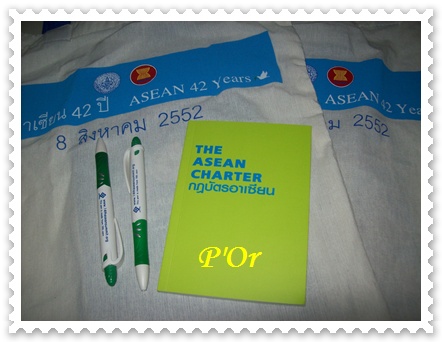 าเซียน 42 ปี
ASEAN 42 Years
8 สิงหาคม 2552
ASEAN 42 Years
ม 2552
THE
ASEAN
CHARTER
กฎบัตรอาเซียน
P'Or